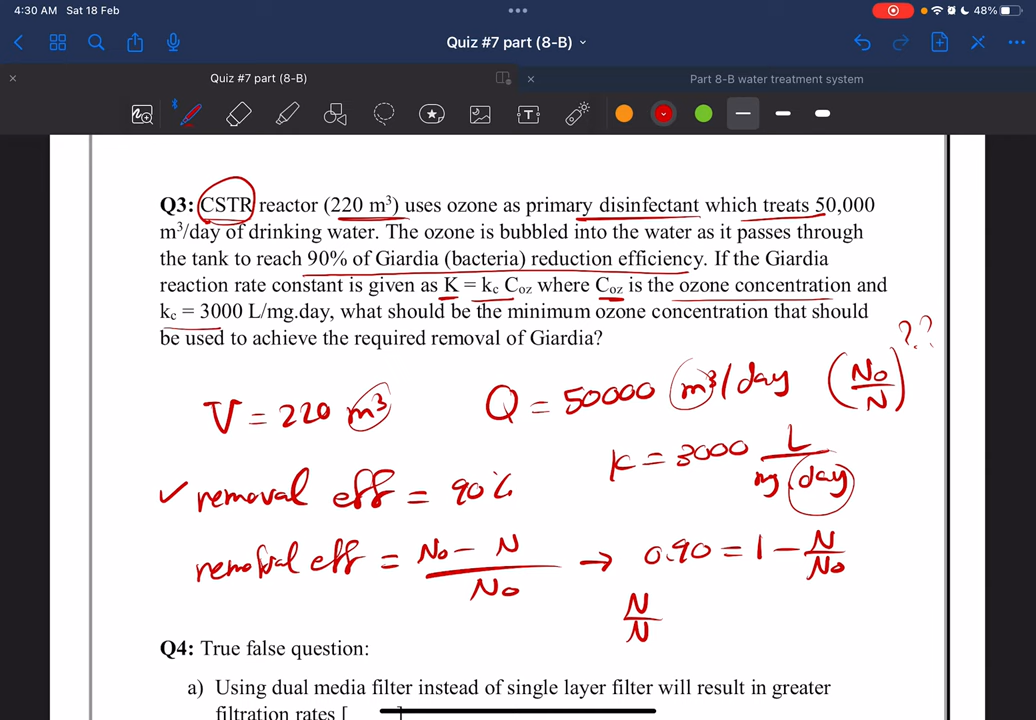 4:30 AM Sat 18 Feb
48%
Quiz #7 part (8-B)
Quiz #7 part (8-B)
Part 8-B water treatment system
T
Q3: CSTR reactor (220 m³) uses ozone as primary disinfectant which treats 50,000
m³/day of drinking water. The ozone is bubbled into the water as it passes through
the tank to reach 90% of Giardia (bacteria) reduction efficiency. If the Giardia
reaction rate constant is given as K = kc Coz where Coz is the ozone concentration and
kc = 3000 L/mg.day, what should be the minimum ozone concentration that should
be used to achieve the required removal of Giardia?
V = 220 m³
Q = 50000 m³/day (No/N) ??
K = 3000 L/mg.day
✓ removal eff = 90%
removal eff = No - N/No → 0.90 = 1 - N/No
N/N
Q4: True false question:
a) Using dual media filter instead of single layer filter will result in greater
filtration rates [ ]